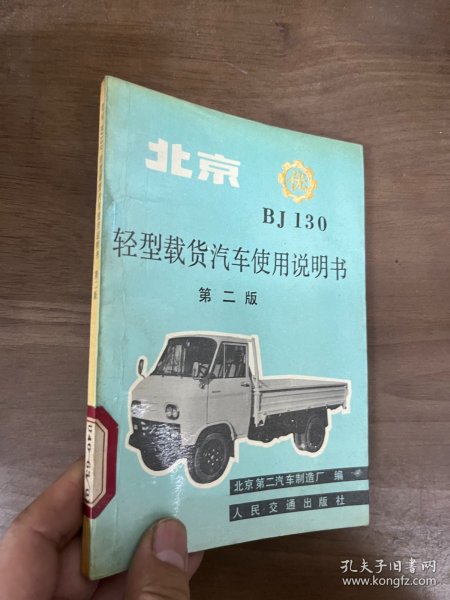 北京
优
BJ 130
轻型载货汽车使用说明书
第二版
北京第二汽车制造厂 编
人民·交通出版社
孔夫子旧书网
www.kongfz.com